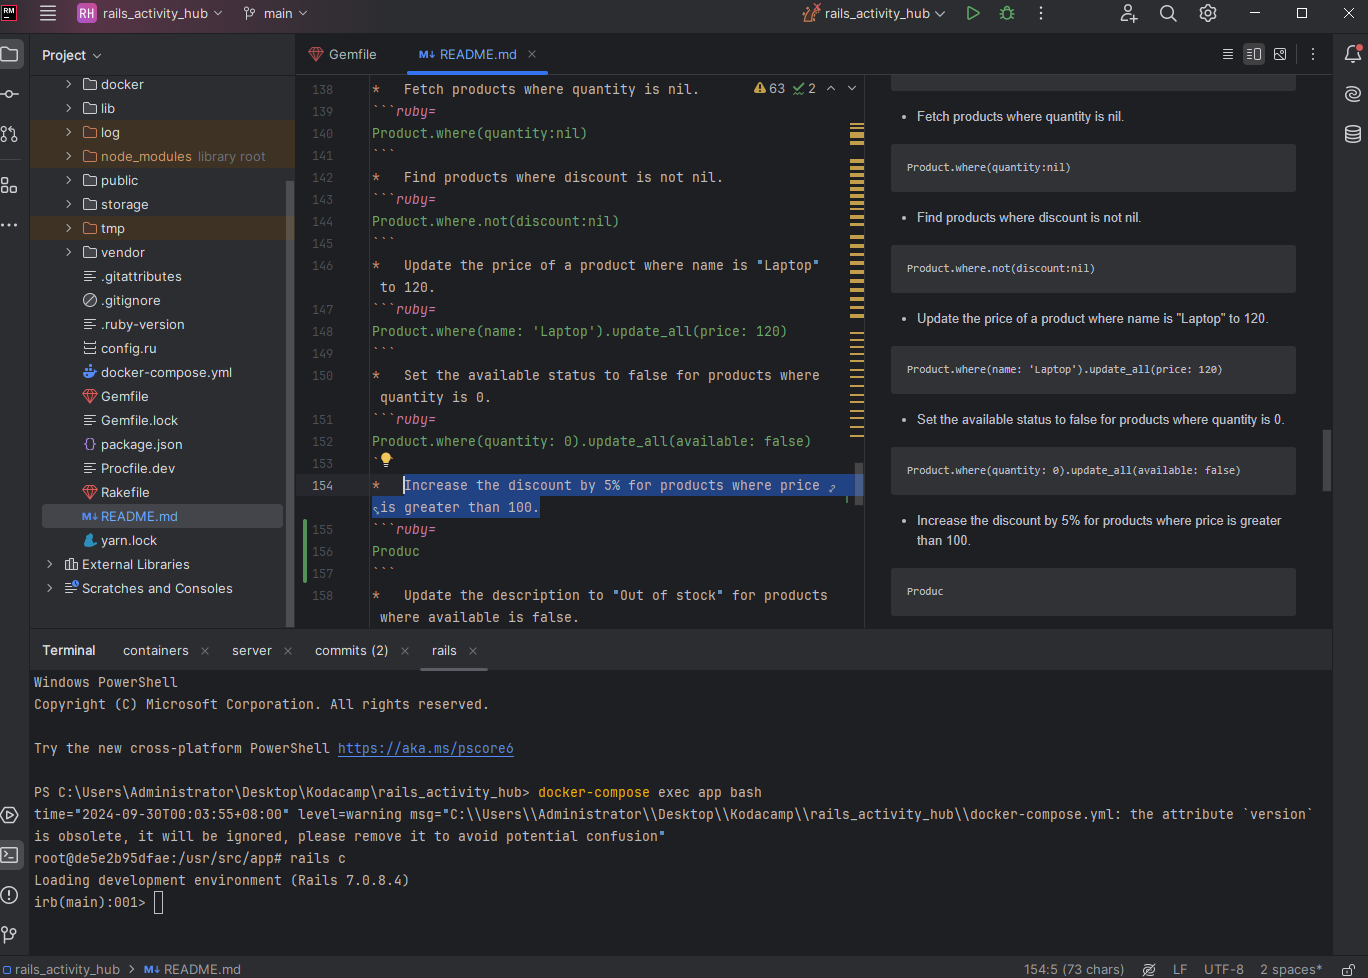 RM
RH rails_activity_hub
main
rails_activity_hub
Project
docker
lib
log
node_modules library root
public
storage
tmp
vendor
.gitattributes
.gitignore
.ruby-version
config.ru
docker-compose.yml
Gemfile
Gemfile.lock
package.json
Procfile.dev
Rakefile
M↓ README.md
yarn.lock
External Libraries
Scratches and Consoles
Gemfile
M↓ README.md
63 2
138 * Fetch products where quantity is nil.
139 ```ruby=
140 Product.where(quantity:nil)
141 ```
142 * Find products where discount is not nil.
143 ```ruby=
144 Product.where.not(discount:nil)
145 ```
146 * Update the price of a product where name is "Laptop"
to 120.
147 ```ruby=
148 Product.where(name: 'Laptop').update_all(price: 120)
149 ```
150 * Set the available status to false for products where
quantity is 0.
151 ```ruby=
152 Product.where(quantity: 0).update_all(available: false)
153 ```
154 * Increase the discount by 5% for products where price
is greater than 100.
155 ```ruby=
156 Produc
157 ```
158 * Update the description to "Out of stock" for products
where available is false.
• Fetch products where quantity is nil.
Product.where(quantity:nil)
• Find products where discount is not nil.
Product.where.not(discount:nil)
• Update the price of a product where name is "Laptop" to 120.
Product.where(name: 'Laptop').update_all(price: 120)
• Set the available status to false for products where quantity is 0.
Product.where(quantity: 0).update_all(available: false)
• Increase the discount by 5% for products where price is greater
than 100.
Produc
Terminal containers server commits (2) rails
Windows PowerShell
Copyright (C) Microsoft Corporation. All rights reserved.
Try the new cross-platform PowerShell https://aka.ms/pscore6
PS C:\Users\Administrator\Desktop\Kodacamp\rails_activity_hub> docker-compose exec app bash
time="2024-09-30T00:03:55+08:00" level=warning msg="C:\\Users\\Administrator\\Desktop\\Kodacamp\\rails_activity_hub\\docker-compose.yml: the attribute `version`
is obsolete, it will be ignored, please remove it to avoid potential confusion"
root@de5e2b95dfae:/usr/src/app# rails c
Loading development environment (Rails 7.0.8.4)
irb(main):001>
rails_activity_hub > M↓ README.md
154:5 (73 chars) LF UTF-8 2 spaces*